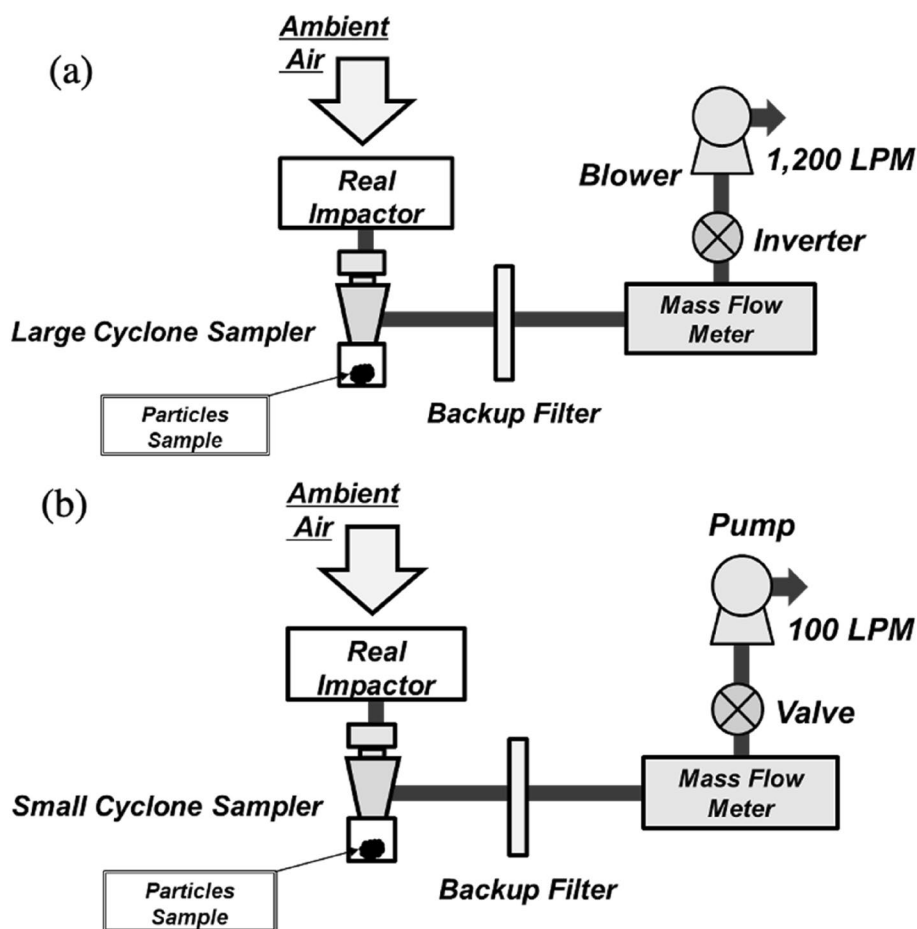 (a)
Ambient
Air
Real
Impactor
Blower
1,200 LPM
Inverter
Mass Flow
Meter
Large Cyclone Sampler
Backup Filter
Particles
Sample
(b)
Ambient
Air
Pump
Real
Impactor
100 LPM
Valve
Mass Flow
Meter
Small Cyclone Sampler
Backup Filter
Particles
Sample